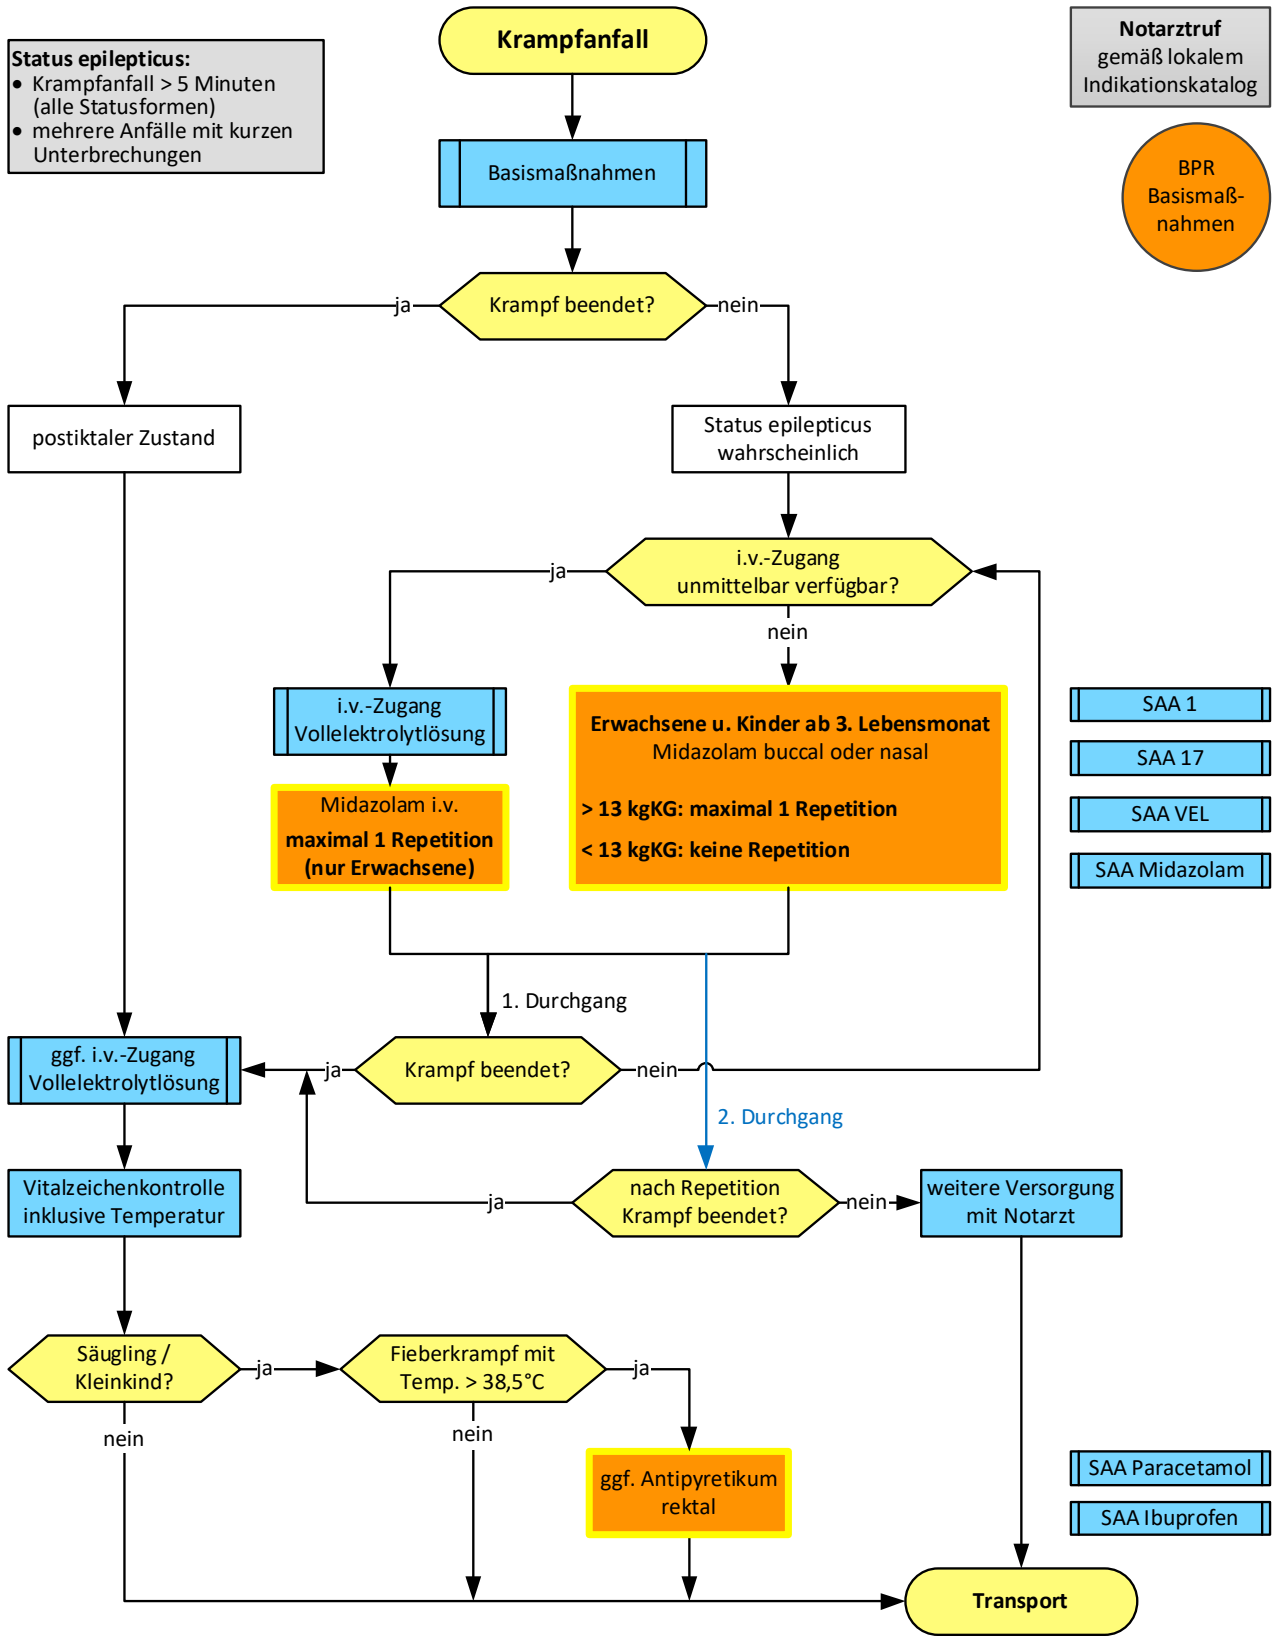 Krampfanfall
Status epilepticus:
• Krampfanfall > 5 Minuten
(alle Statusformen)
• mehrere Anfälle mit kurzen
Unterbrechungen
Notarztruf
gemäß lokalem
Indikationskatalog
BPR
Basismaß-
nahmen
Basismaßnahmen
Krampf beendet?
ja
nein
postiktaler Zustand
Status epilepticus
wahrscheinlich
i.v.-Zugang
unmittelbar verfügbar?
ja
nein
i.v.-Zugang
Vollelektrolytlösung
Midazolam i.v.
maximal 1 Repetition
(nur Erwachsene)
Erwachsene u. Kinder ab 3. Lebensmonat
Midazolam buccal oder nasal
> 13 kgKG: maximal 1 Repetition
< 13 kgKG: keine Repetition
SAA 1
SAA 17
SAA VEL
SAA Midazolam
1. Durchgang
ggf. i.v.-Zugang
Vollelektrolytlösung
ja
Krampf beendet?
nein
2. Durchgang
Vitalzeichenkontrolle
inklusive Temperatur
ja
nach Repetition
Krampf beendet?
nein
weitere Versorgung
mit Notarzt
Säugling /
Kleinkind?
ja
Fieberkrampf mit
Temp. > 38,5°C
ja
nein
nein
ggf. Antipyretikum
rektal
SAA Paracetamol
SAA Ibuprofen
Transport